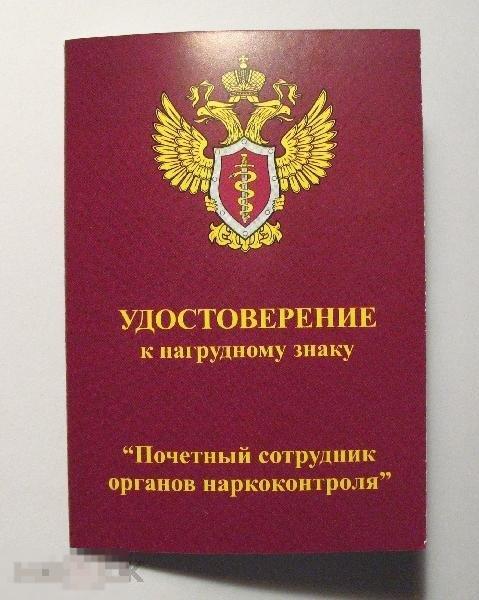 УДОСТОВЕРЕНИЕ
к нагрудному знаку
“Почетный сотрудник
органов наркоконтроля”